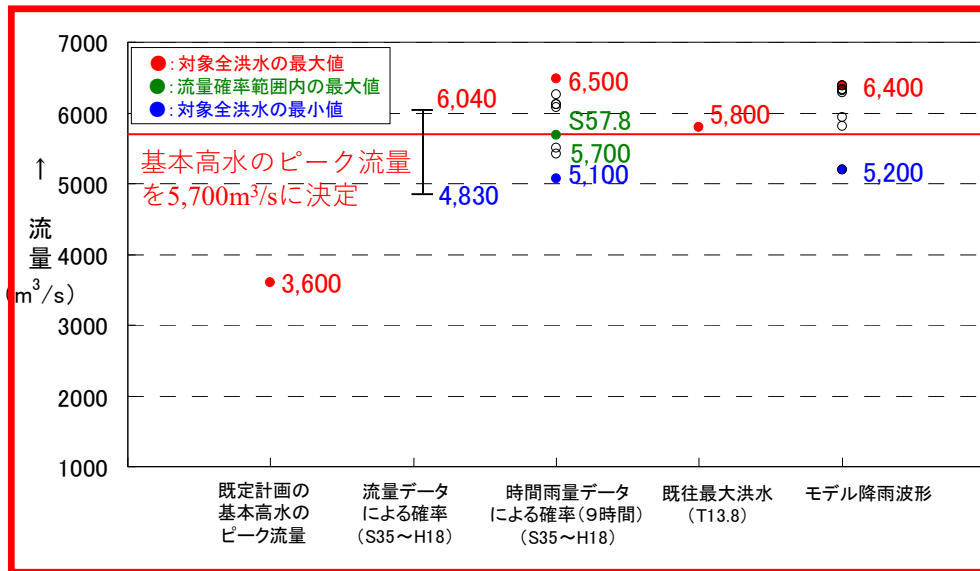 7000
6000
5000
4000
3000
2000
1000
↑
流
量
(m³/s)
●:対象全洪水の最大値
●:流量確率範囲内の最大値
●:対象全洪水の最小値
基本高水のピーク流量
を5,700m³/sに決定
3,600
6,040
4,830
6,500
S57.8
5,700
5,100
5,800
6,400
5,200
既定計画の
基本高水の
ピーク流量
流量データ
による確率
(S35～H18)
時間雨量データ
による確率(9時間)
(S35～H18)
既往最大洪水
(T13.8)
モデル降雨波形